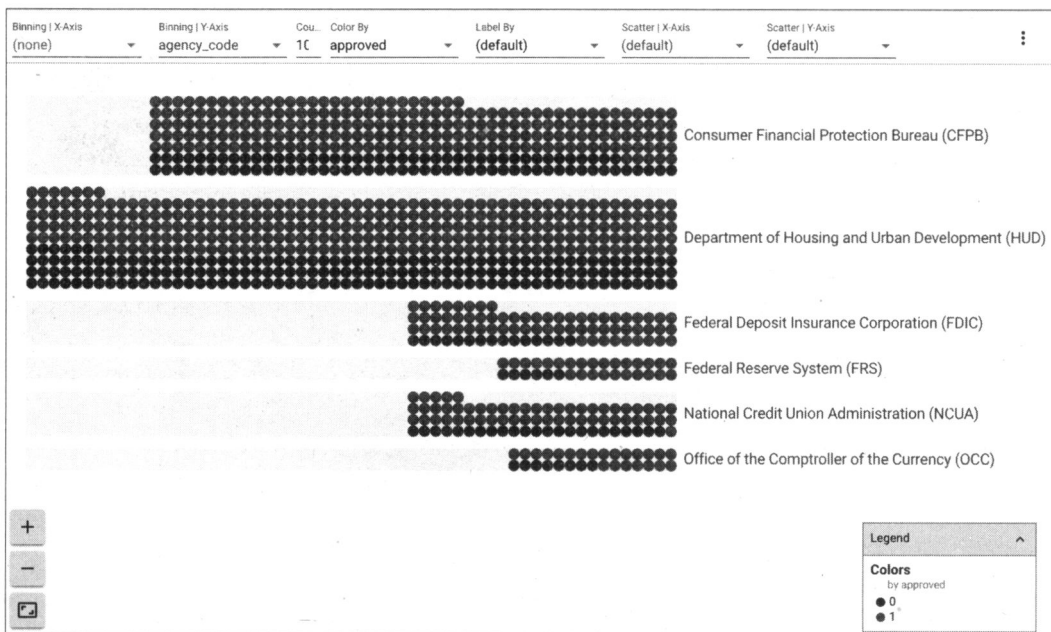 Binning | X-Axis
(none)
Binning | Y-Axis
agency_code
Cou...
10
Color By
approved
Label By
(default)
Scatter | X-Axis
(default)
Scatter | Y-Axis
(default)
Consumer Financial Protection Bureau (CFPB)
Department of Housing and Urban Development (HUD)
Federal Deposit Insurance Corporation (FDIC)
Federal Reserve System (FRS)
National Credit Union Administration (NCUA)
Office of the Comptroller of the Currency (OCC)
Legend
Colors
by approved
0
1